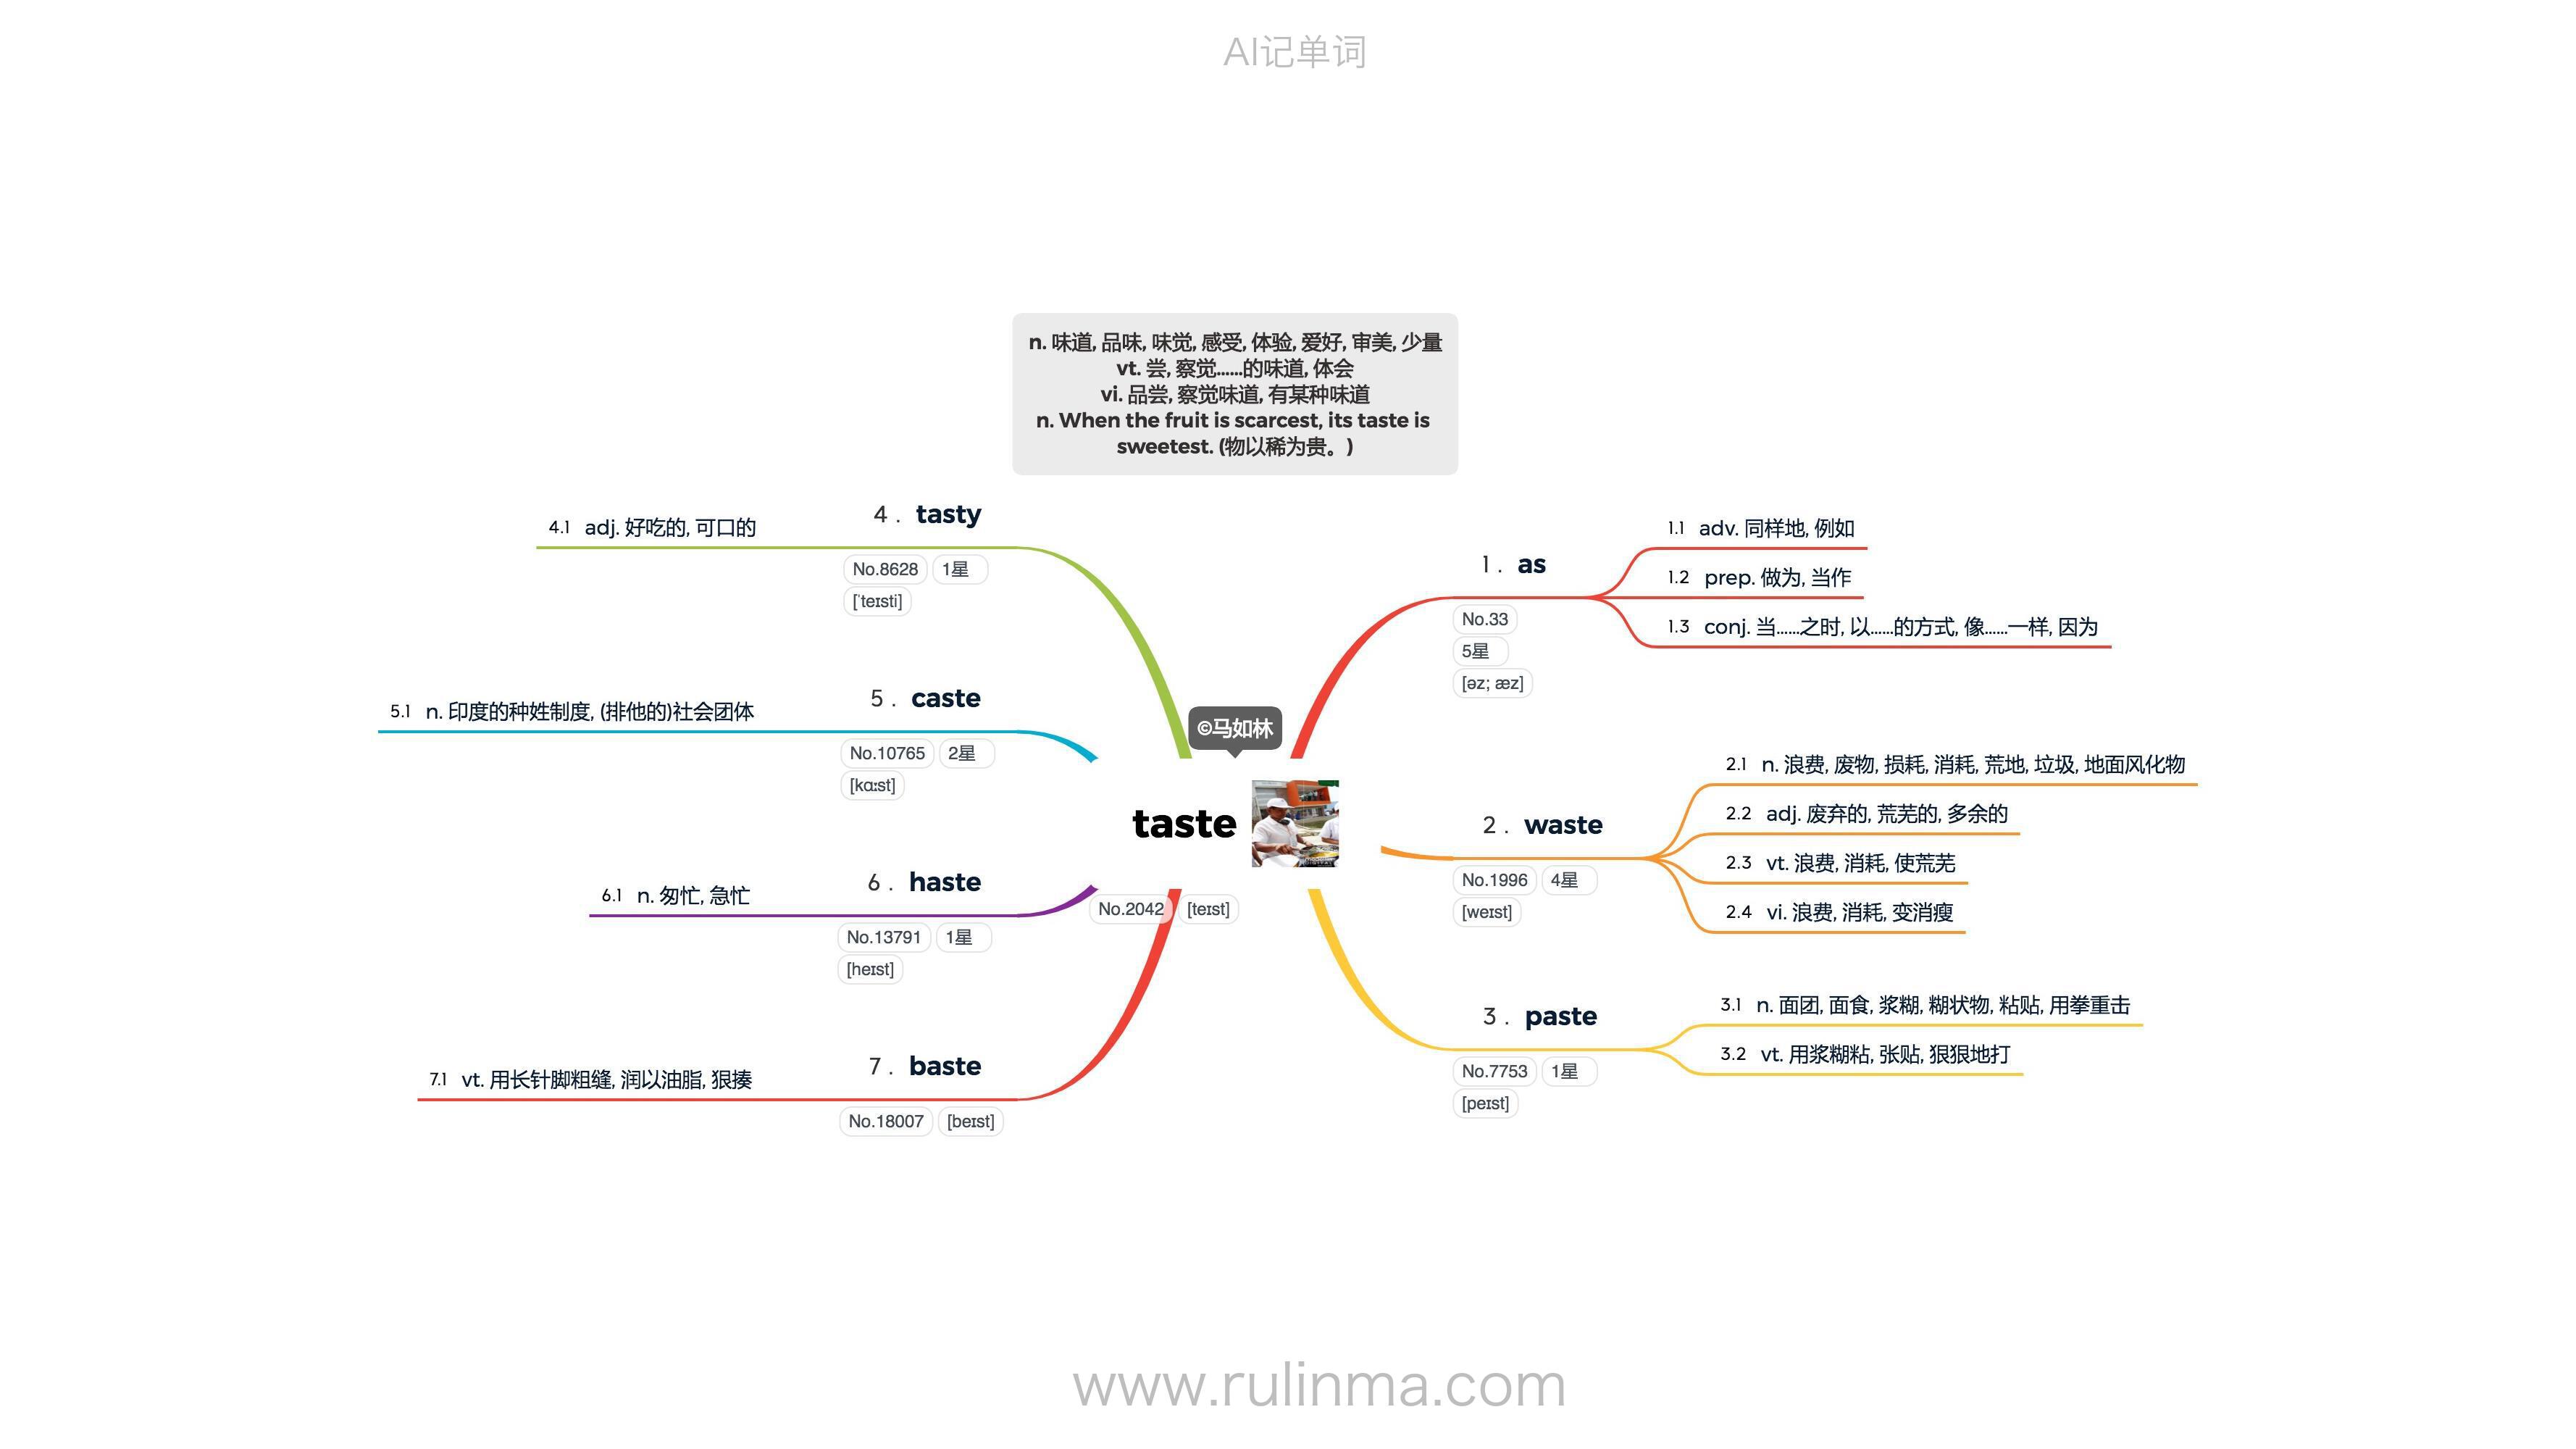 AI记单词
n. 味道, 品味, 味觉, 感受, 体验, 爱好, 审美, 少量
vt. 尝, 察觉……的味道, 体会
vi. 品尝, 察觉味道, 有某种味道
n. When the fruit is scarcest, its taste is
sweetest. (物以稀为贵。)
©马如林
taste
No.2042 [teɪst]
1. as
No.33
5星
[əz; æz]
1.1 adv. 同样地, 例如
1.2 prep. 做为, 当作
1.3 conj. 当……之时, 以……的方式, 像……一样, 因为
2. waste
No.1996 4星
[weɪst]
2.1 n. 浪费, 废物, 损耗, 消耗, 荒地, 垃圾, 地面风化物
2.2 adj. 废弃的, 荒芜的, 多余的
2.3 vt. 浪费, 消耗, 使荒芜
2.4 vi. 浪费, 消耗, 变消瘦
3. paste
No.7753 1星
[peɪst]
3.1 n. 面团, 面食, 浆糊, 糊状物, 粘贴, 用拳重击
3.2 vt. 用浆糊粘, 张贴, 狠狠地打
4. tasty
No.8628 1星
['teɪsti]
4.1 adj. 好吃的, 可口的
5. caste
No.10765 2星
[kɑːst]
5.1 n. 印度的种姓制度, (排他的)社会团体
6. haste
No.13791 1星
[heɪst]
6.1 n. 匆忙, 急忙
7. baste
No.18007 [beɪst]
7.1 vt. 用长针脚粗缝, 润以油脂, 狠揍
www.rulinma.com